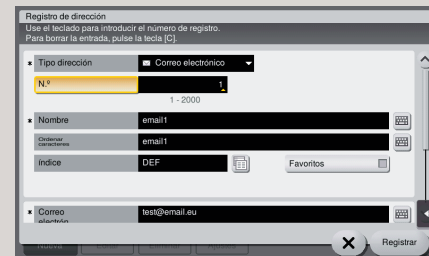 Registro de dirección
Use el teclado para introducir el número de registro.
Para borrar la entrada, pulse la tecla [C].
* Tipo dirección Correo electrónico
N.º 1
1 - 2000
* Nombre email1
Ordenar caracteres email1
índice DEF Favoritos
* Correo electrón. test@email.eu
Nueva
Registrar